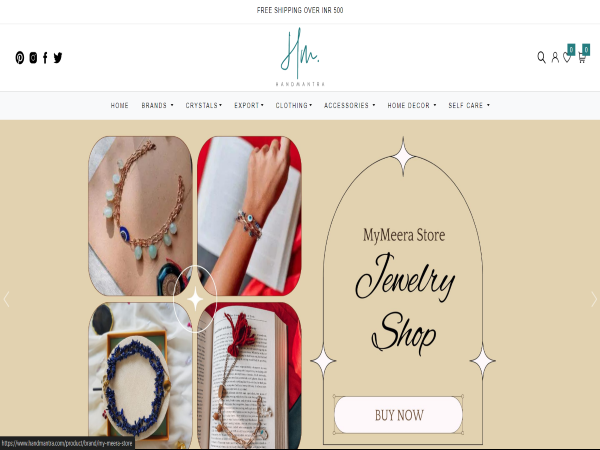 FREE SHIPPING OVER INR 500
Hm.
HANDMANTRA
0
0
HOME BRANDS CRYSTALS EXPORT CLOTHING ACCESSORIES HOME DECOR SELF CARE
MyMeera Store
Jewelry
Shop
BUY NOW
https://www.handmantra.com/product/brand/my-meera-store